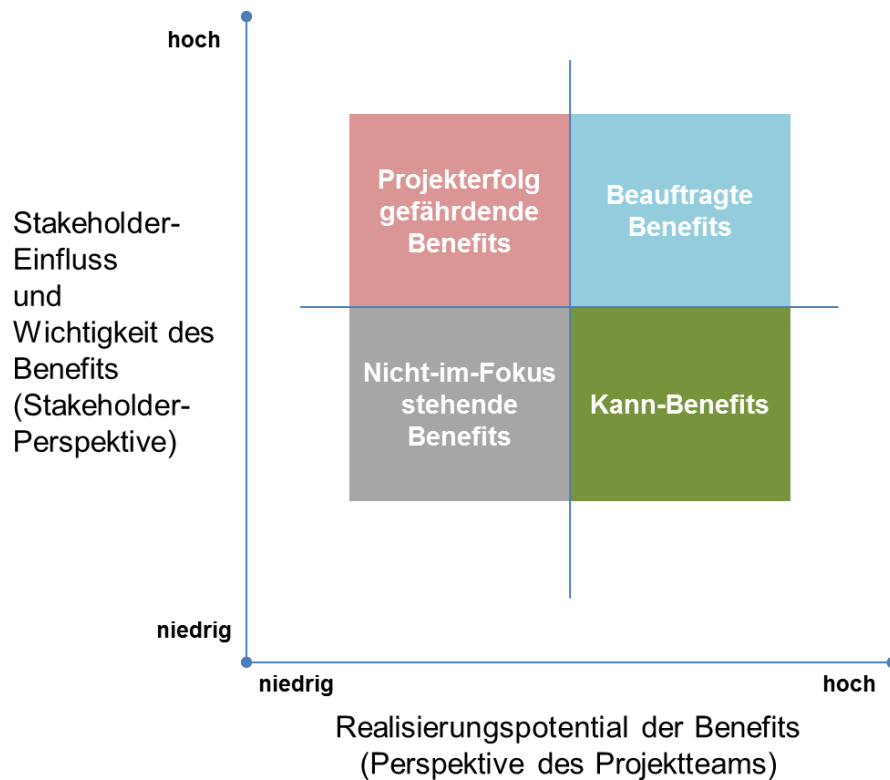 hoch
Projekterfolg
gefährdende
Benefits
Beauftragte
Benefits
Stakeholder-
Einfluss
und
Wichtigkeit des
Benefits
(Stakeholder-
Perspektive)
Nicht-im-Fokus
stehende
Benefits
Kann-Benefits
niedrig
niedrig
hoch
Realisierungspotential der Benefits
(Perspektive des Projektteams)